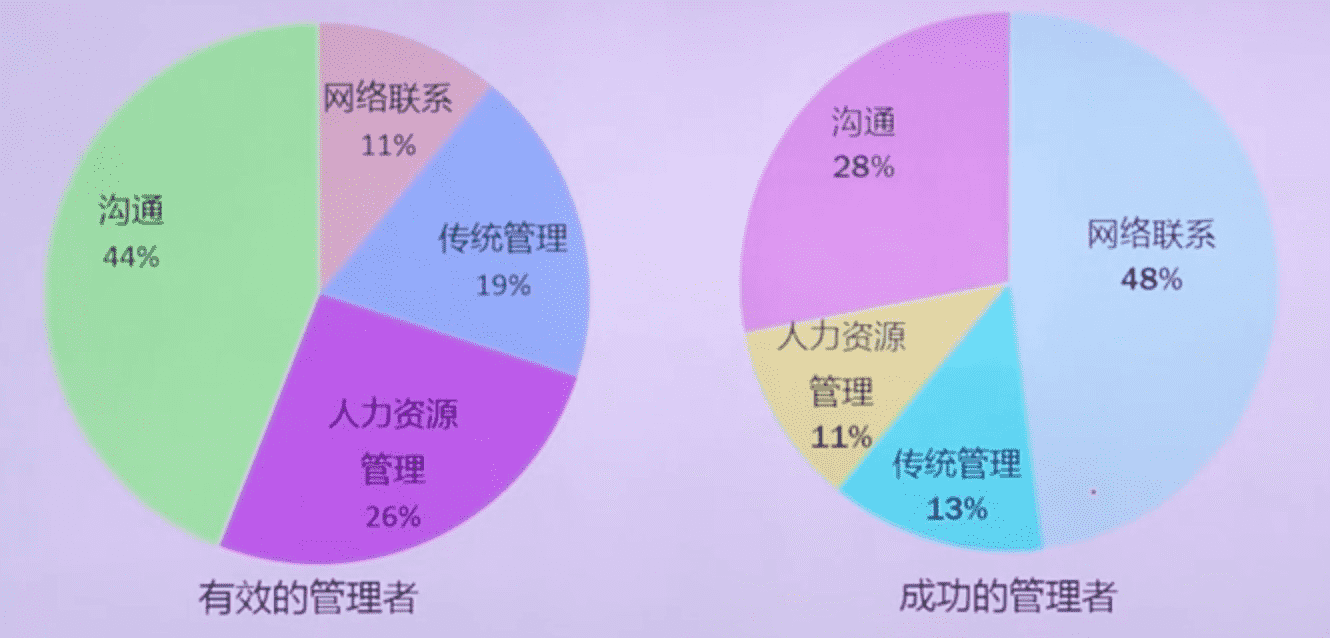 网络联系
11%
传统管理
19%
人力资源
管理
26%
沟通
44%
有效的管理者
网络联系
48%
传统管理
13%
人力资源
管理
11%
沟通
28%
成功的管理者